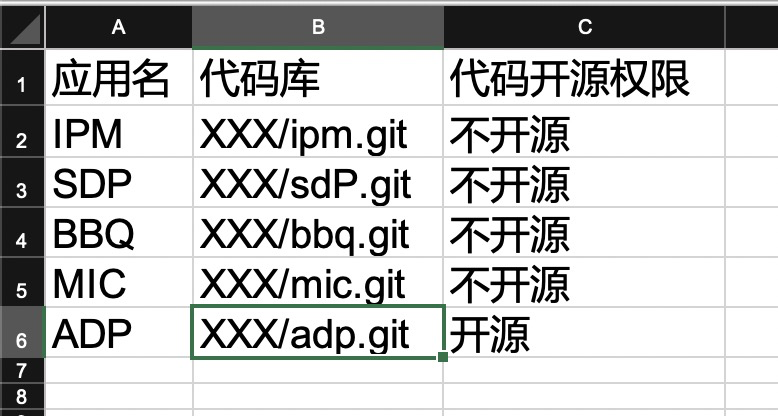 A B C
1 应用名 代码库 代码开源权限
2 IPM XXX/ipm.git 不开源
3 SDP XXX/sdP.git 不开源
4 BBQ XXX/bbq.git 不开源
5 MIC XXX/mic.git 不开源
6 ADP XXX/adp.git 开源
7
8